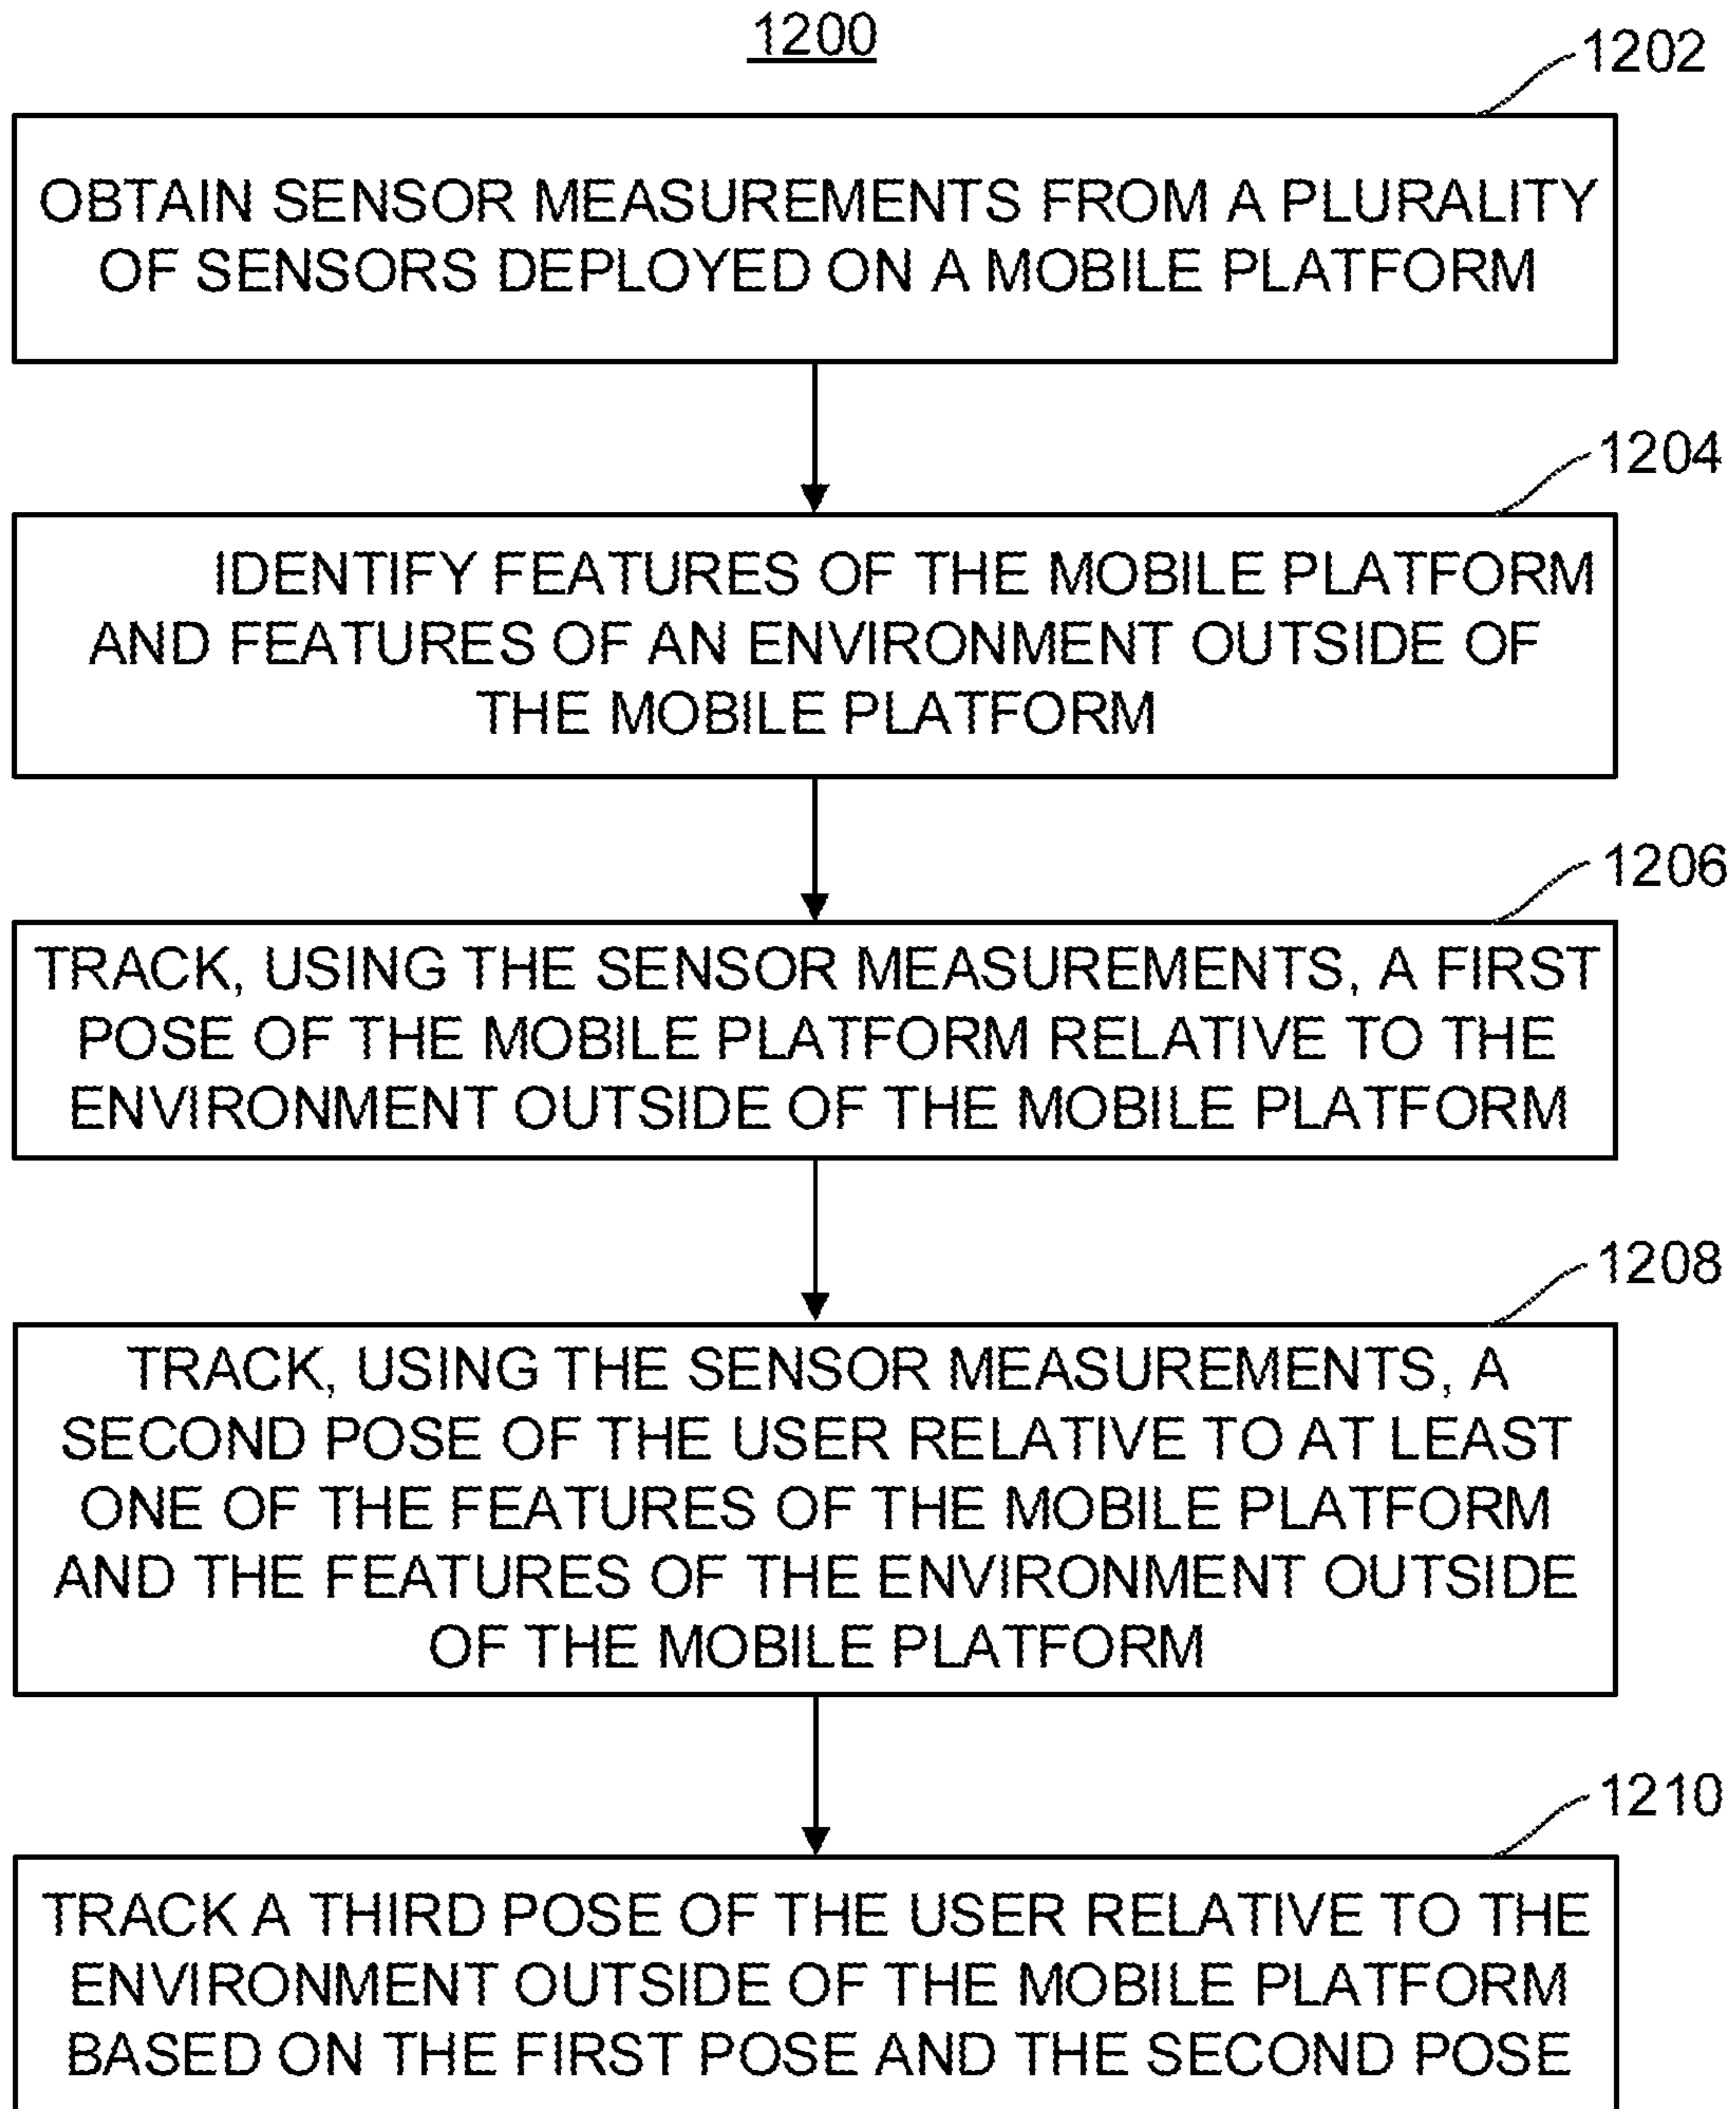 1200
1202
OBTAIN SENSOR MEASUREMENTS FROM A PLURALITY
OF SENSORS DEPLOYED ON A MOBILE PLATFORM
1204
IDENTIFY FEATURES OF THE MOBILE PLATFORM
AND FEATURES OF AN ENVIRONMENT OUTSIDE OF
THE MOBILE PLATFORM
1206
TRACK, USING THE SENSOR MEASUREMENTS, A FIRST
POSE OF THE MOBILE PLATFORM RELATIVE TO THE
ENVIRONMENT OUTSIDE OF THE MOBILE PLATFORM
1208
TRACK, USING THE SENSOR MEASUREMENTS, A
SECOND POSE OF THE USER RELATIVE TO AT LEAST
ONE OF THE FEATURES OF THE MOBILE PLATFORM
AND THE FEATURES OF THE ENVIRONMENT OUTSIDE
OF THE MOBILE PLATFORM
1210
TRACK A THIRD POSE OF THE USER RELATIVE TO THE
ENVIRONMENT OUTSIDE OF THE MOBILE PLATFORM
BASED ON THE FIRST POSE AND THE SECOND POSE